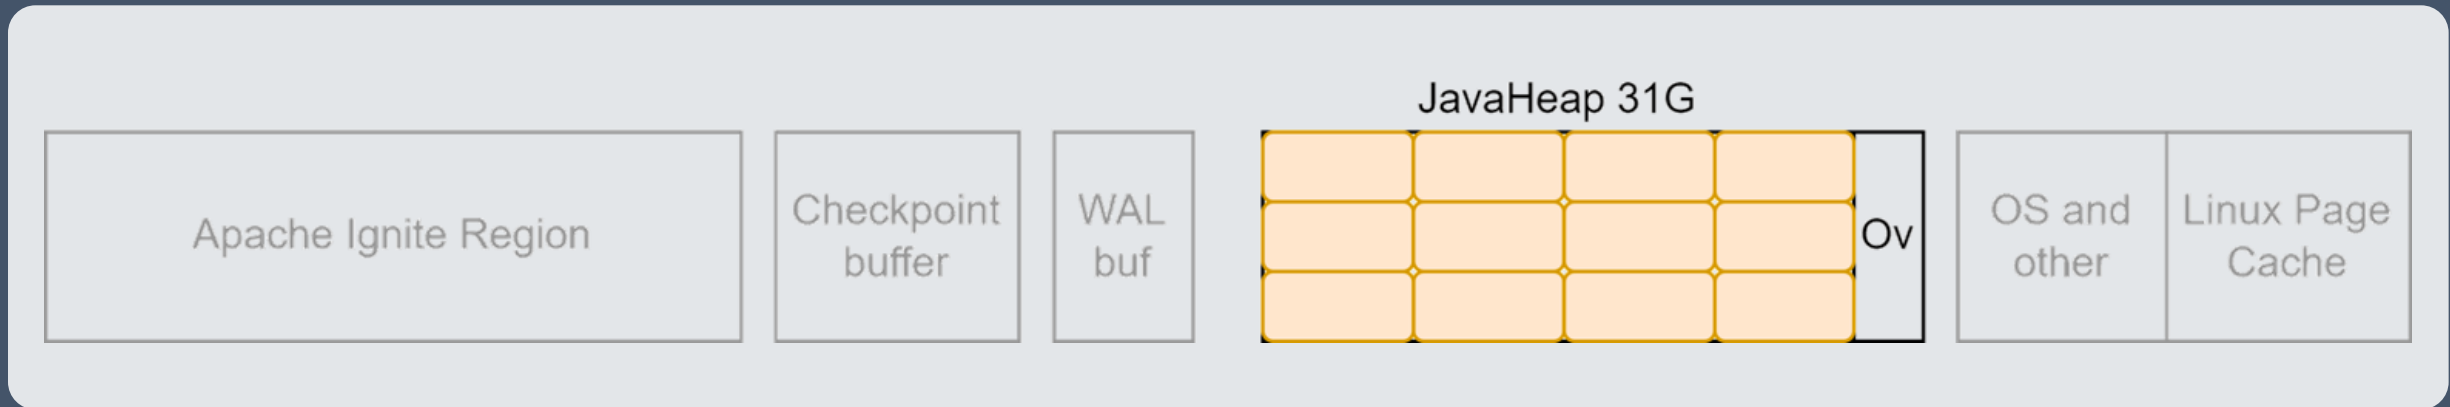 JavaHeap 31G
Apache Ignite Region
Checkpoint
buffer
WAL
buf
Ov
OS and
other
Linux Page
Cache